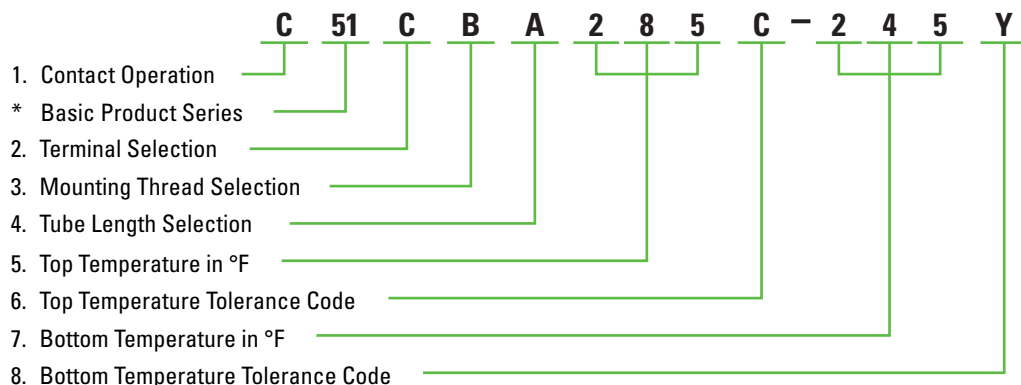 C 51 C B A 2 8 5 C – 2 4 5 Y
1. Contact Operation
* Basic Product Series
2. Terminal Selection
3. Mounting Thread Selection
4. Tube Length Selection
5. Top Temperature in °F
6. Top Temperature Tolerance Code
7. Bottom Temperature in °F
8. Bottom Temperature Tolerance Code